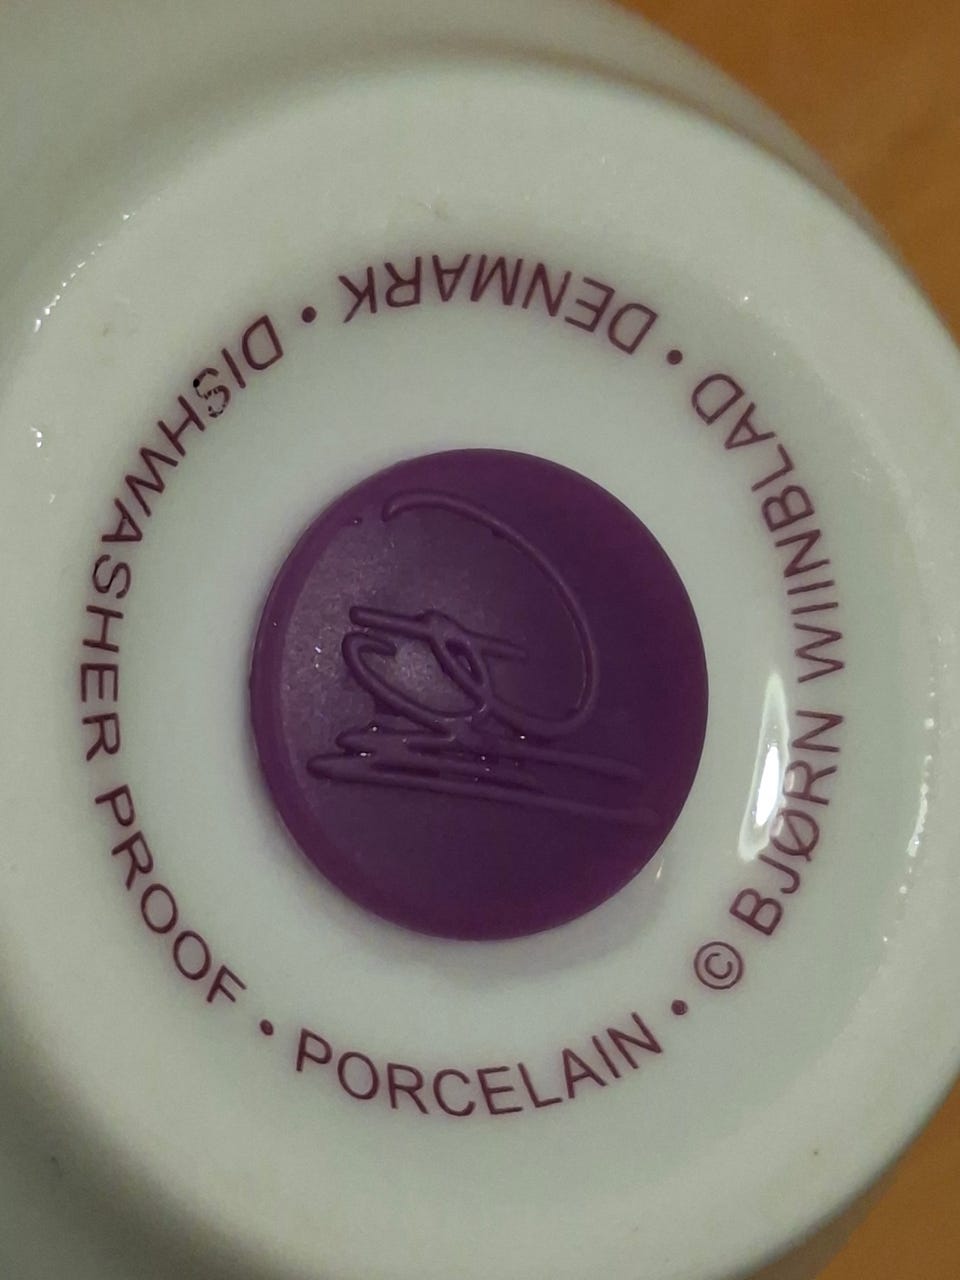 © BJØRN WIINBLAD • DENMARK • DISHWASHER PROOF • PORCELAIN •